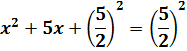 x² + 5x + (5/2)² = (5/2)²